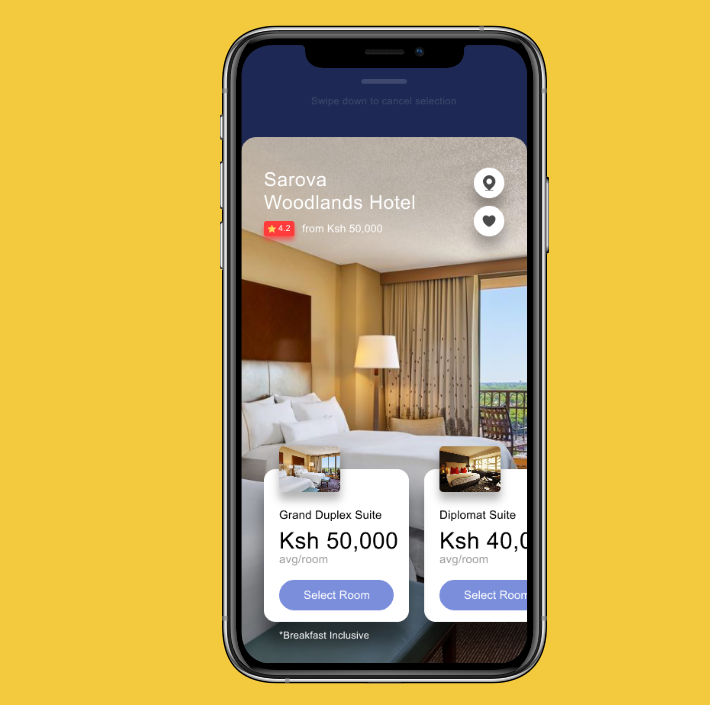 Swipe down to cancel selection
Sarova
Woodlands Hotel
4.2 from Ksh 50,000
Grand Duplex Suite
Ksh 50,000
avg/room
Select Room
Diplomat Suite
Ksh 40,0
avg/room
Select Room
*Breakfast Inclusive